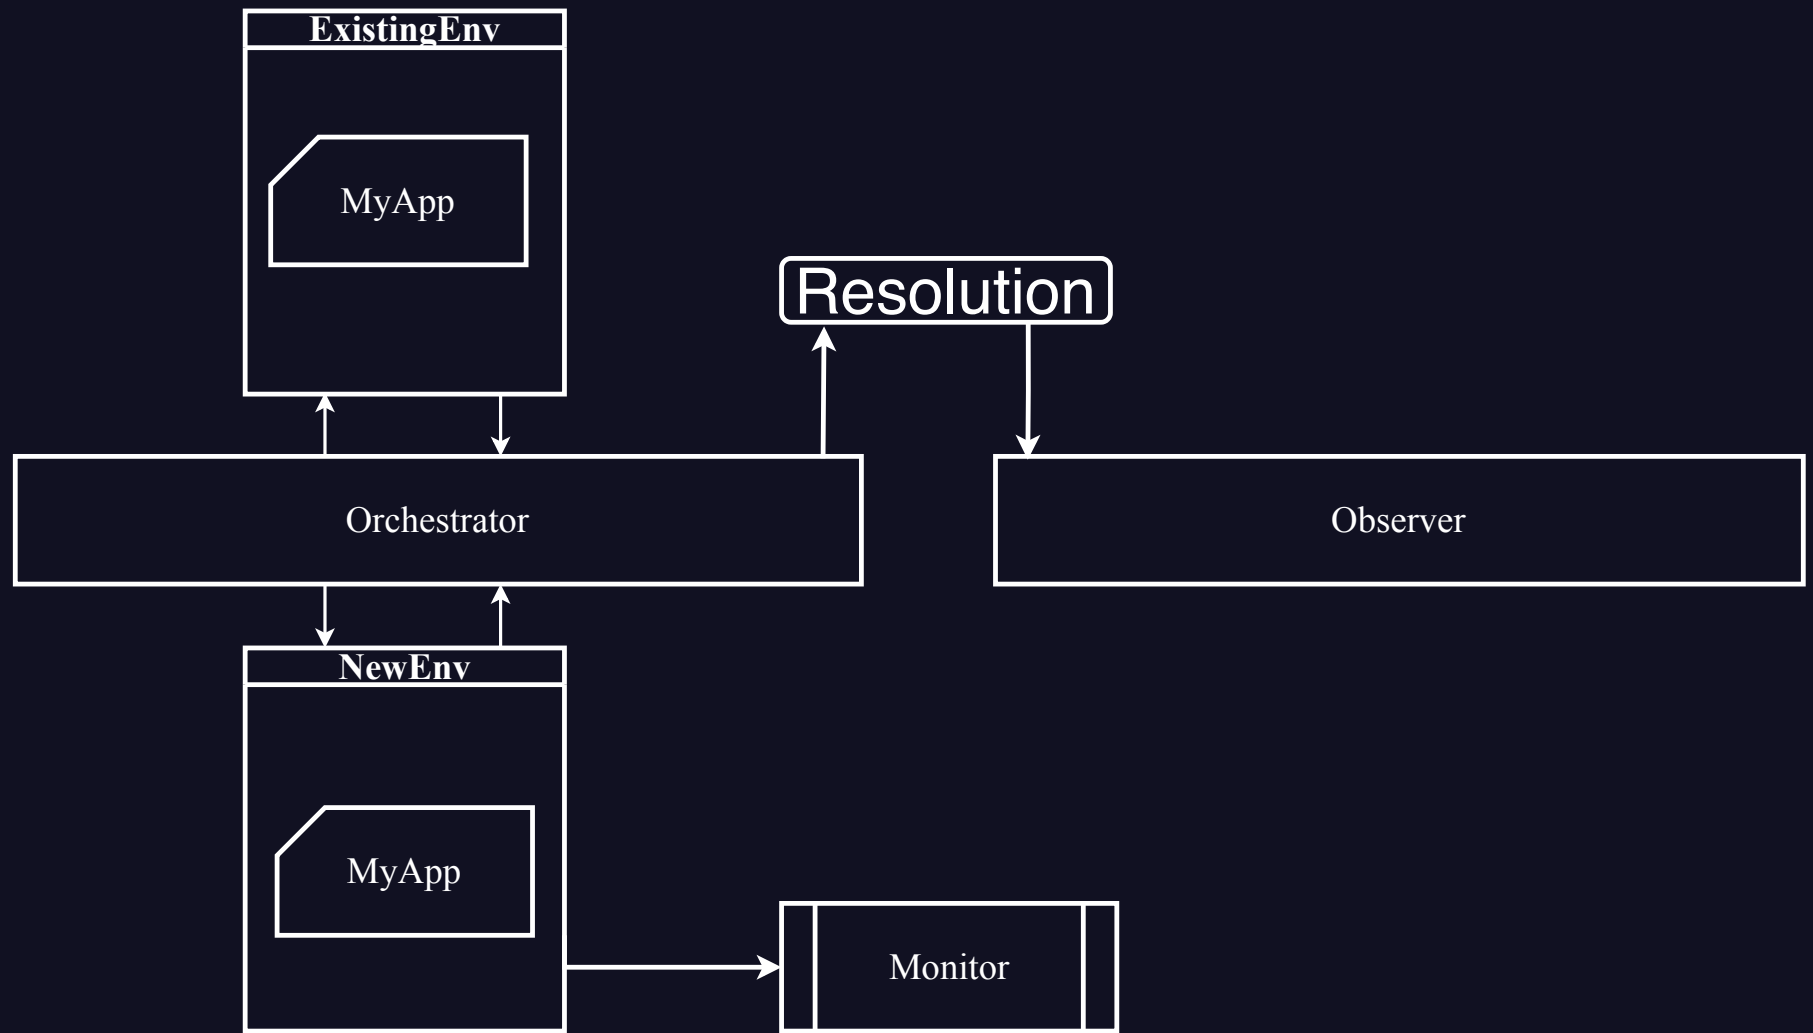 ExistingEnv
MyApp
Resolution
Orchestrator
Observer
NewEnv
MyApp
Monitor